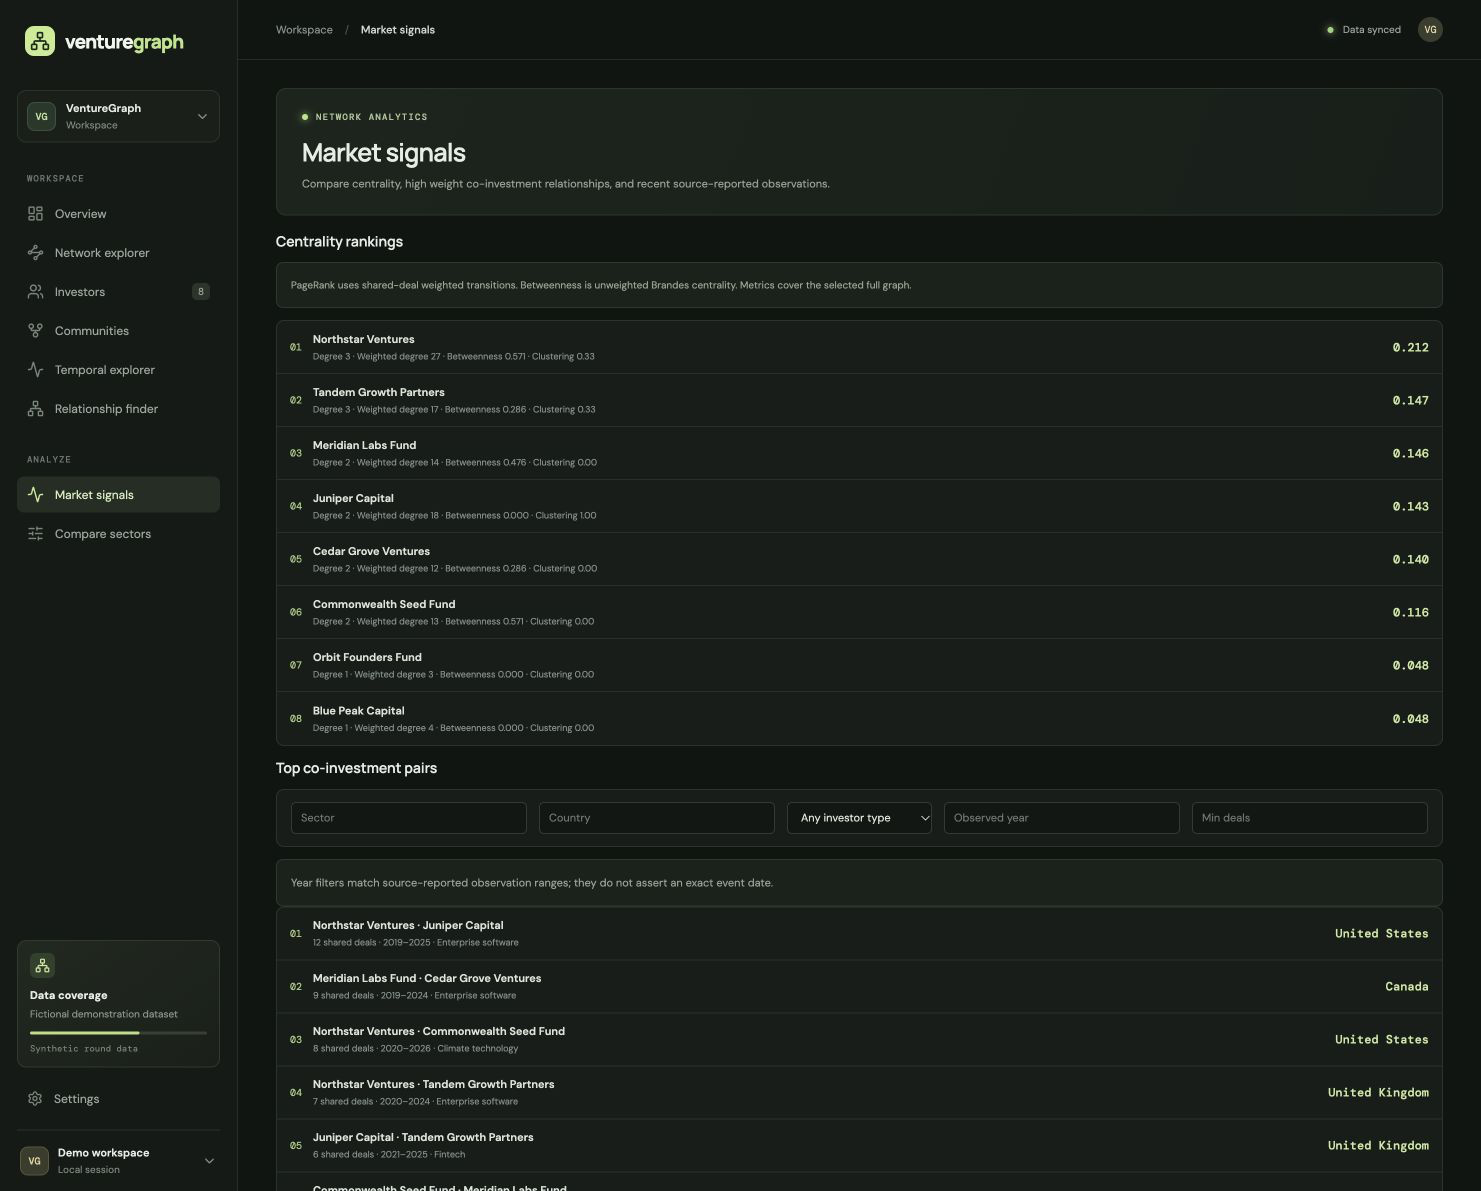 venturegraph
VG
VentureGraph
Workspace
WORKSPACE
Overview
Network explorer
Investors
8
Communities
Temporal explorer
Relationship finder
ANALYZE
Market signals
Compare sectors
Data coverage
Fictional demonstration dataset
Synthetic round data
Settings
VG
Demo workspace
Local session
Workspace / Market signals
Data synced
VG
NETWORK ANALYTICS
Market signals
Compare centrality, high weight co-investment relationships, and recent source-reported observations.
Centrality rankings
PageRank uses shared-deal weighted transitions. Betweenness is unweighted Brandes centrality. Metrics cover the selected full graph.
01
Northstar Ventures
Degree 3 · Weighted degree 27 · Betweenness 0.571 · Clustering 0.33
0.212
02
Tandem Growth Partners
Degree 3 · Weighted degree 17 · Betweenness 0.286 · Clustering 0.33
0.147
03
Meridian Labs Fund
Degree 2 · Weighted degree 14 · Betweenness 0.476 · Clustering 0.00
0.146
04
Juniper Capital
Degree 2 · Weighted degree 18 · Betweenness 0.000 · Clustering 1.00
0.143
05
Cedar Grove Ventures
Degree 2 · Weighted degree 12 · Betweenness 0.286 · Clustering 0.00
0.140
06
Commonwealth Seed Fund
Degree 2 · Weighted degree 13 · Betweenness 0.571 · Clustering 0.00
0.116
07
Orbit Founders Fund
Degree 1 · Weighted degree 3 · Betweenness 0.000 · Clustering 0.00
0.048
08
Blue Peak Capital
Degree 1 · Weighted degree 4 · Betweenness 0.000 · Clustering 0.00
0.048
Top co-investment pairs
Sector
Country
Any investor type
Observed year
Min deals
Year filters match source-reported observation ranges; they do not assert an exact event date.
01
Northstar Ventures · Juniper Capital
12 shared deals · 2019–2025 · Enterprise software
United States
02
Meridian Labs Fund · Cedar Grove Ventures
9 shared deals · 2019–2024 · Enterprise software
Canada
03
Northstar Ventures · Commonwealth Seed Fund
8 shared deals · 2020–2026 · Climate technology
United States
04
Northstar Ventures · Tandem Growth Partners
7 shared deals · 2020–2024 · Enterprise software
United Kingdom
05
Juniper Capital · Tandem Growth Partners
6 shared deals · 2021–2025 · Fintech
United Kingdom
Commonwealth Seed Fund · Meridian Labs Fund